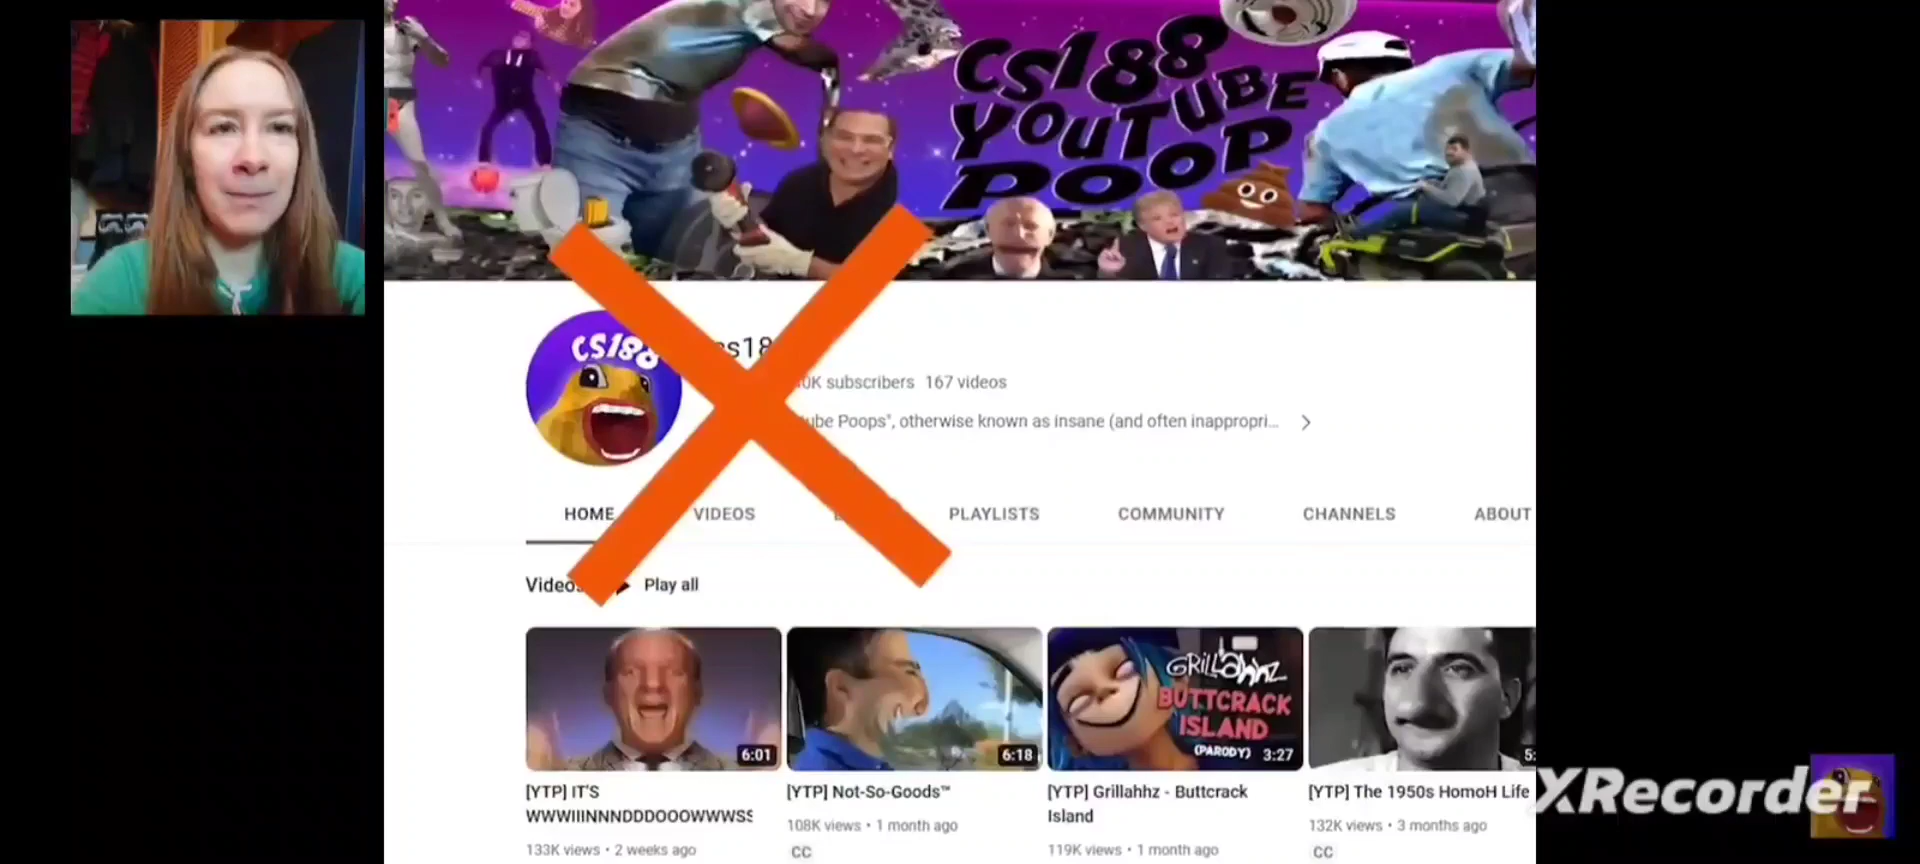 CS188
YOUTUBE
POOP
CS188
cs18
0K subscribers 167 videos
ube Poops", otherwise known as insane (and often inappropri...
HOME VIDEOS PLAYLISTS COMMUNITY CHANNELS ABOUT
Videos Play all
6:01
6:18
GRiLLahhz
BUTTCRACK
ISLAND
(PARODY) 3:27
5:
[YTP] IT'S
WWWIIINNNDDDOOOWWWSS
133K views • 2 weeks ago
[YTP] Not-So-Goods™
108K views • 1 month ago
CC
[YTP] Grillahhz - Buttcrack
Island
119K views • 1 month ago
[YTP] The 1950s HomoH Life
132K views • 3 months ago
CC
XRecorder